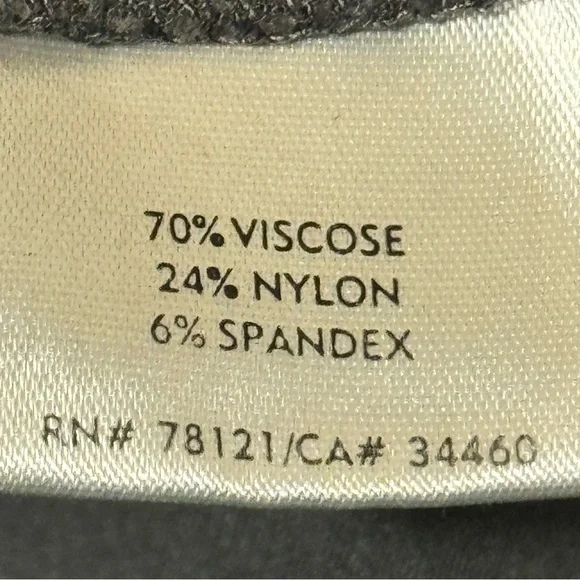 70% VISCOSE
24% NYLON
6% SPANDEX
RN# 78121/CA# 34460